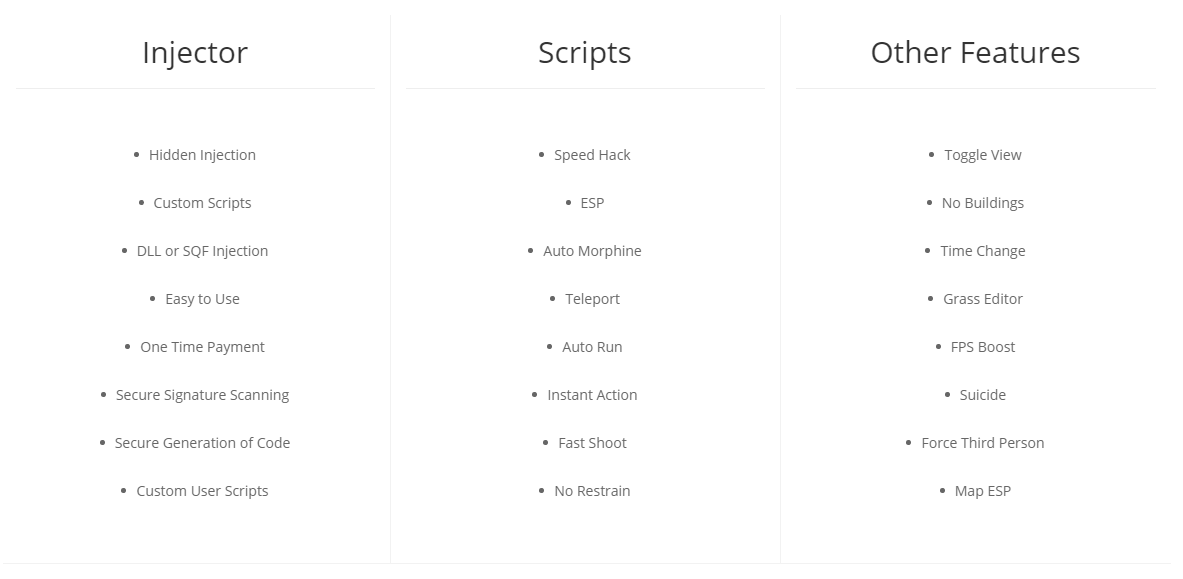 Injector
Hidden Injection
Custom Scripts
DLL or SQF Injection
Easy to Use
One Time Payment
Secure Signature Scanning
Secure Generation of Code
Custom User Scripts
Scripts
Speed Hack
ESP
Auto Morphine
Teleport
Auto Run
Instant Action
Fast Shoot
No Restrain
Other Features
Toggle View
No Buildings
Time Change
Grass Editor
FPS Boost
Suicide
Force Third Person
Map ESP